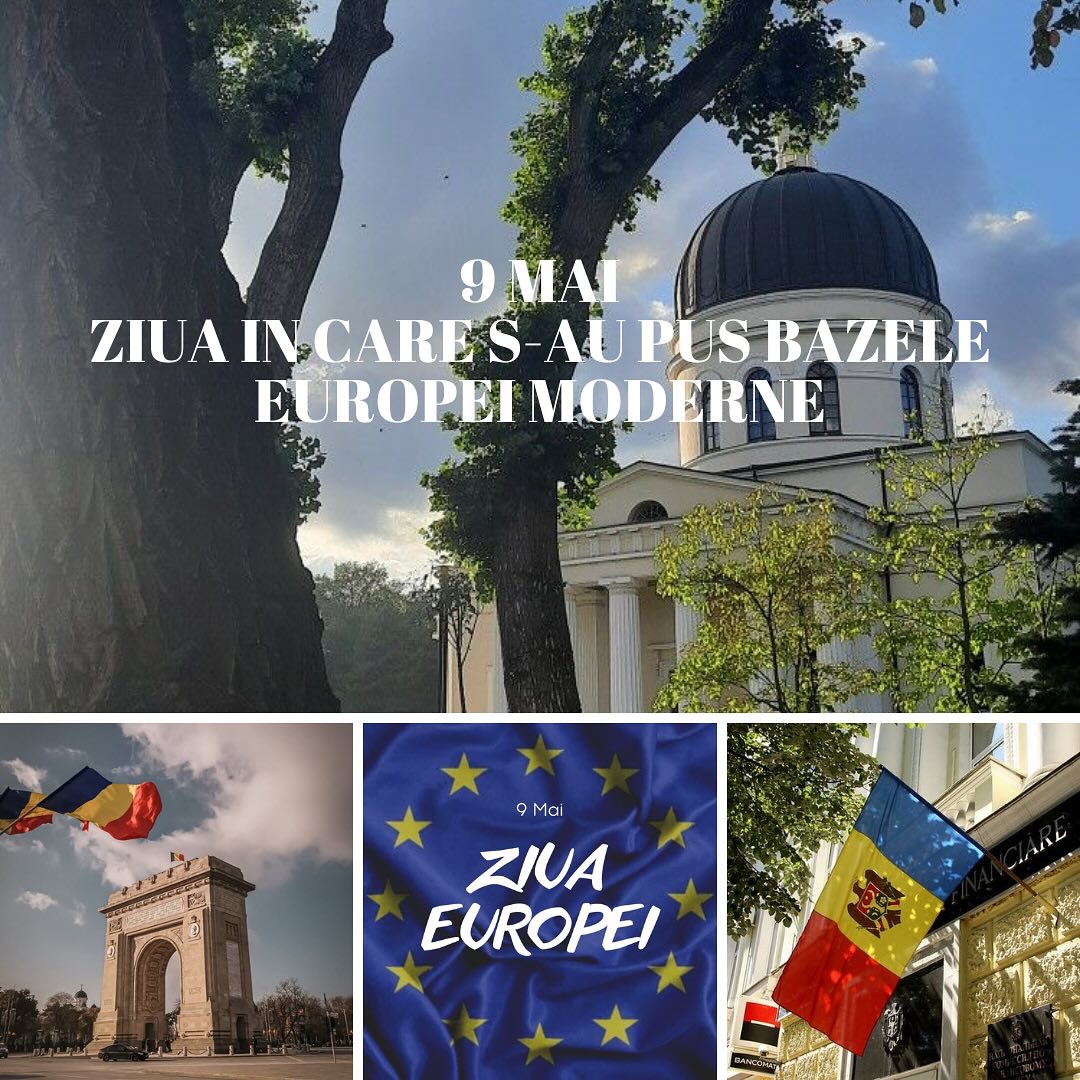 9 MAI
ZIUA IN CARE S-AU PUS BAZELE
EUROPEI MODERNE
9 Mai
ZIUA
EUROPEI
FINANCIARE
BANCOMAT